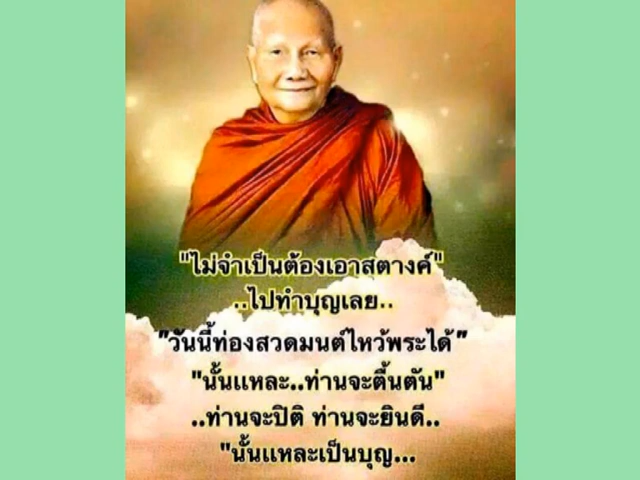 "ไม่จำเป็นต้องเอาสตางค์"
..ไปทำบุญเลย..
"วันนี้ท่องสวดมนต์ไหว้พระได้"
"นั้นแหละ..ท่านจะตื้นตัน"
..ท่านจะปิติ ท่านจะยินดี..
"นั้นแหละเป็นบุญ...